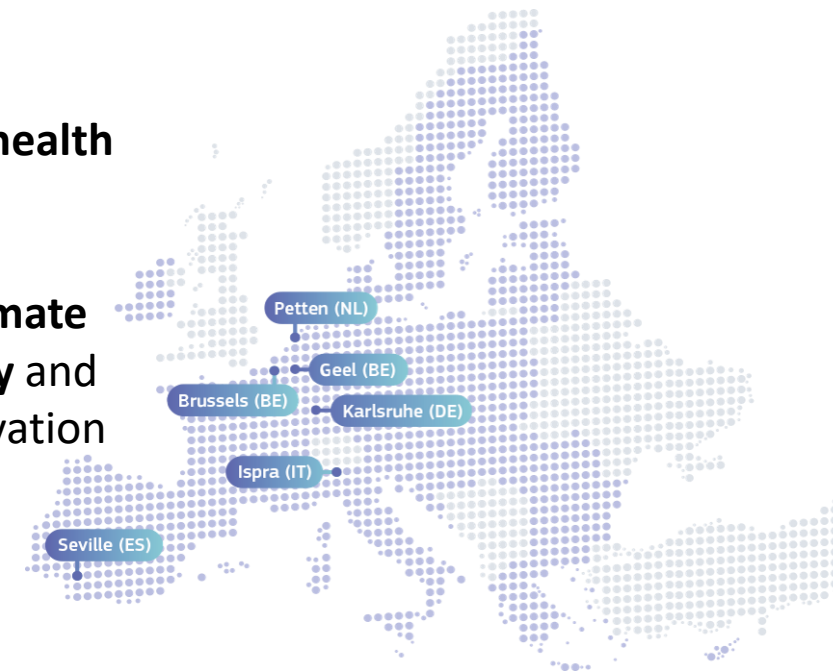 health
mate
y and
vation
Petten (NL)
Geel (BE)
Brussels (BE)
Karlsruhe (DE)
Ispra (IT)
Seville (ES)